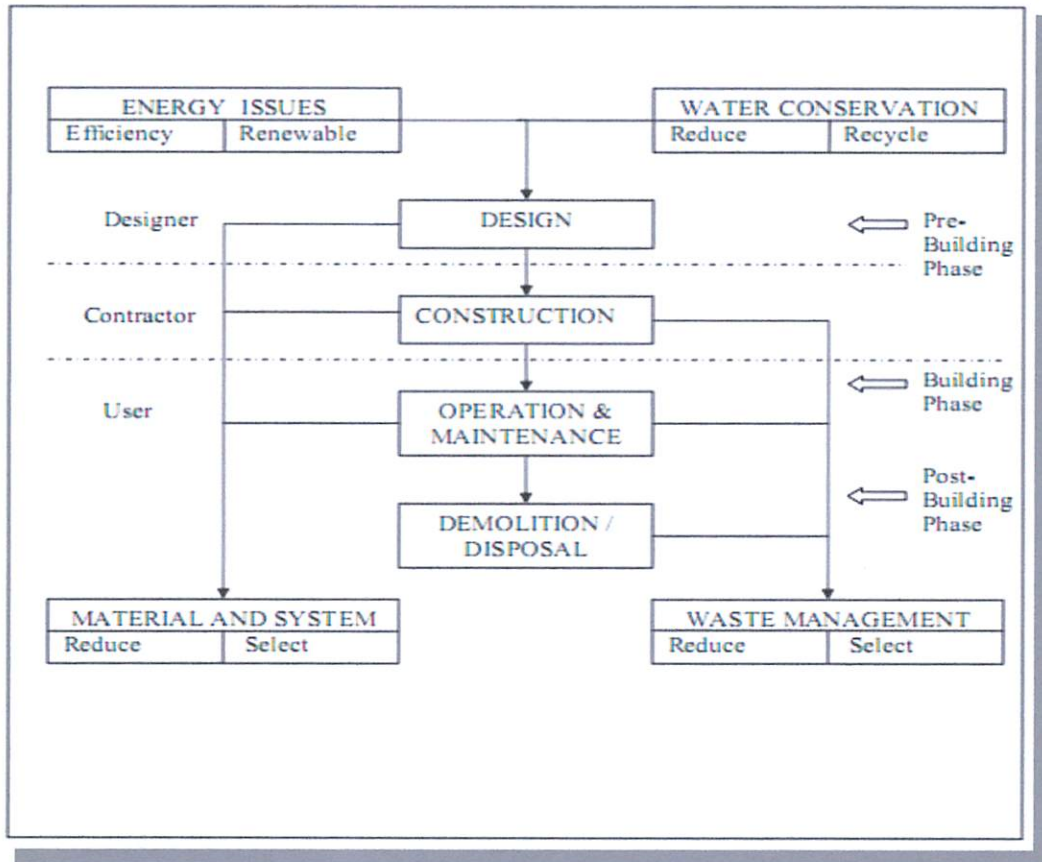 ENERGY ISSUES
Efficiency
Renewable
WATER CONSERVATION
Reduce
Recycle
Designer
DESIGN
Pre-
Building
Phase
Contractor
CONSTRUCTION
Building
Phase
User
OPERATION &
MAINTENANCE
Post-
Building
Phase
DEMOLITION /
DISPOSAL
MATERIAL AND SYSTEM
Reduce
Select
WASTE MANAGEMENT
Reduce
Select